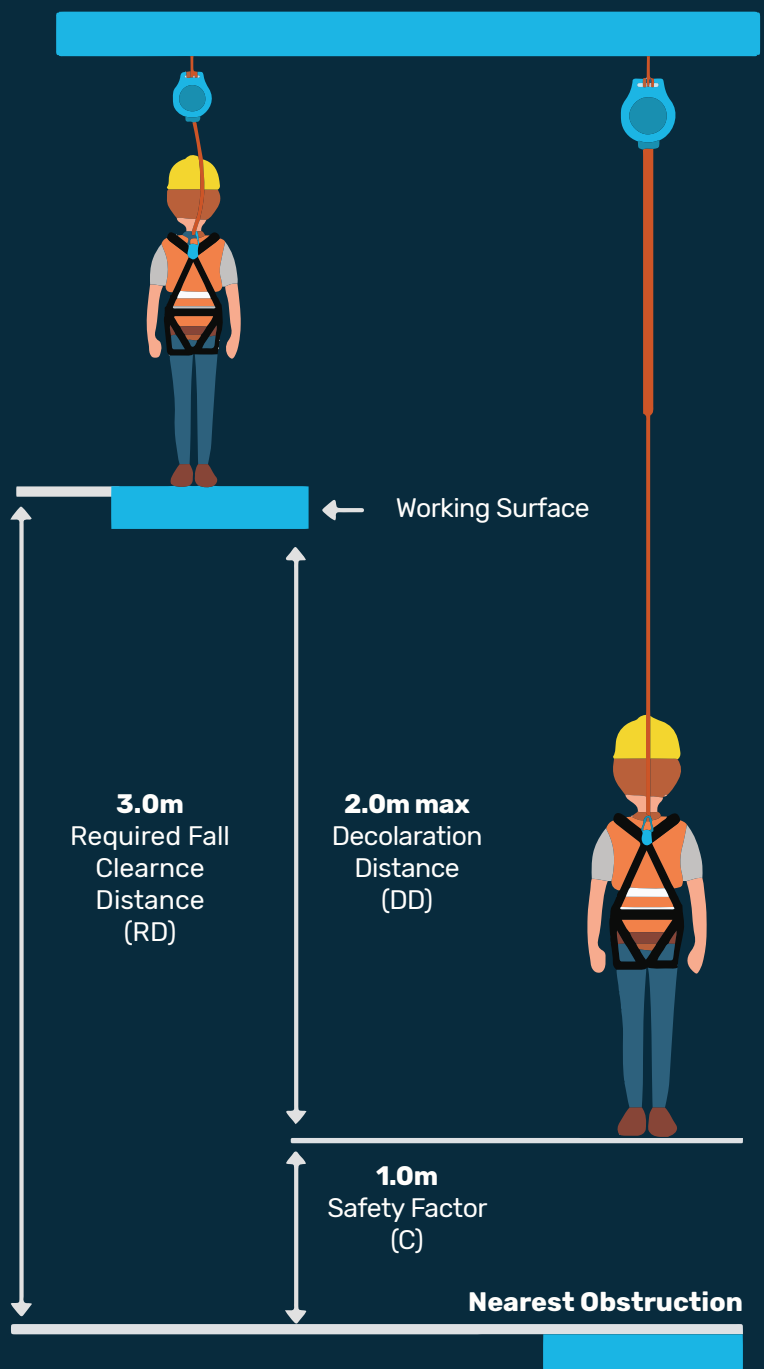 Working Surface
3.0m
Required Fall
Clearnce
Distance
(RD)
2.0m max
Decolaration
Distance
(DD)
1.0m
Safety Factor
(C)
Nearest Obstruction